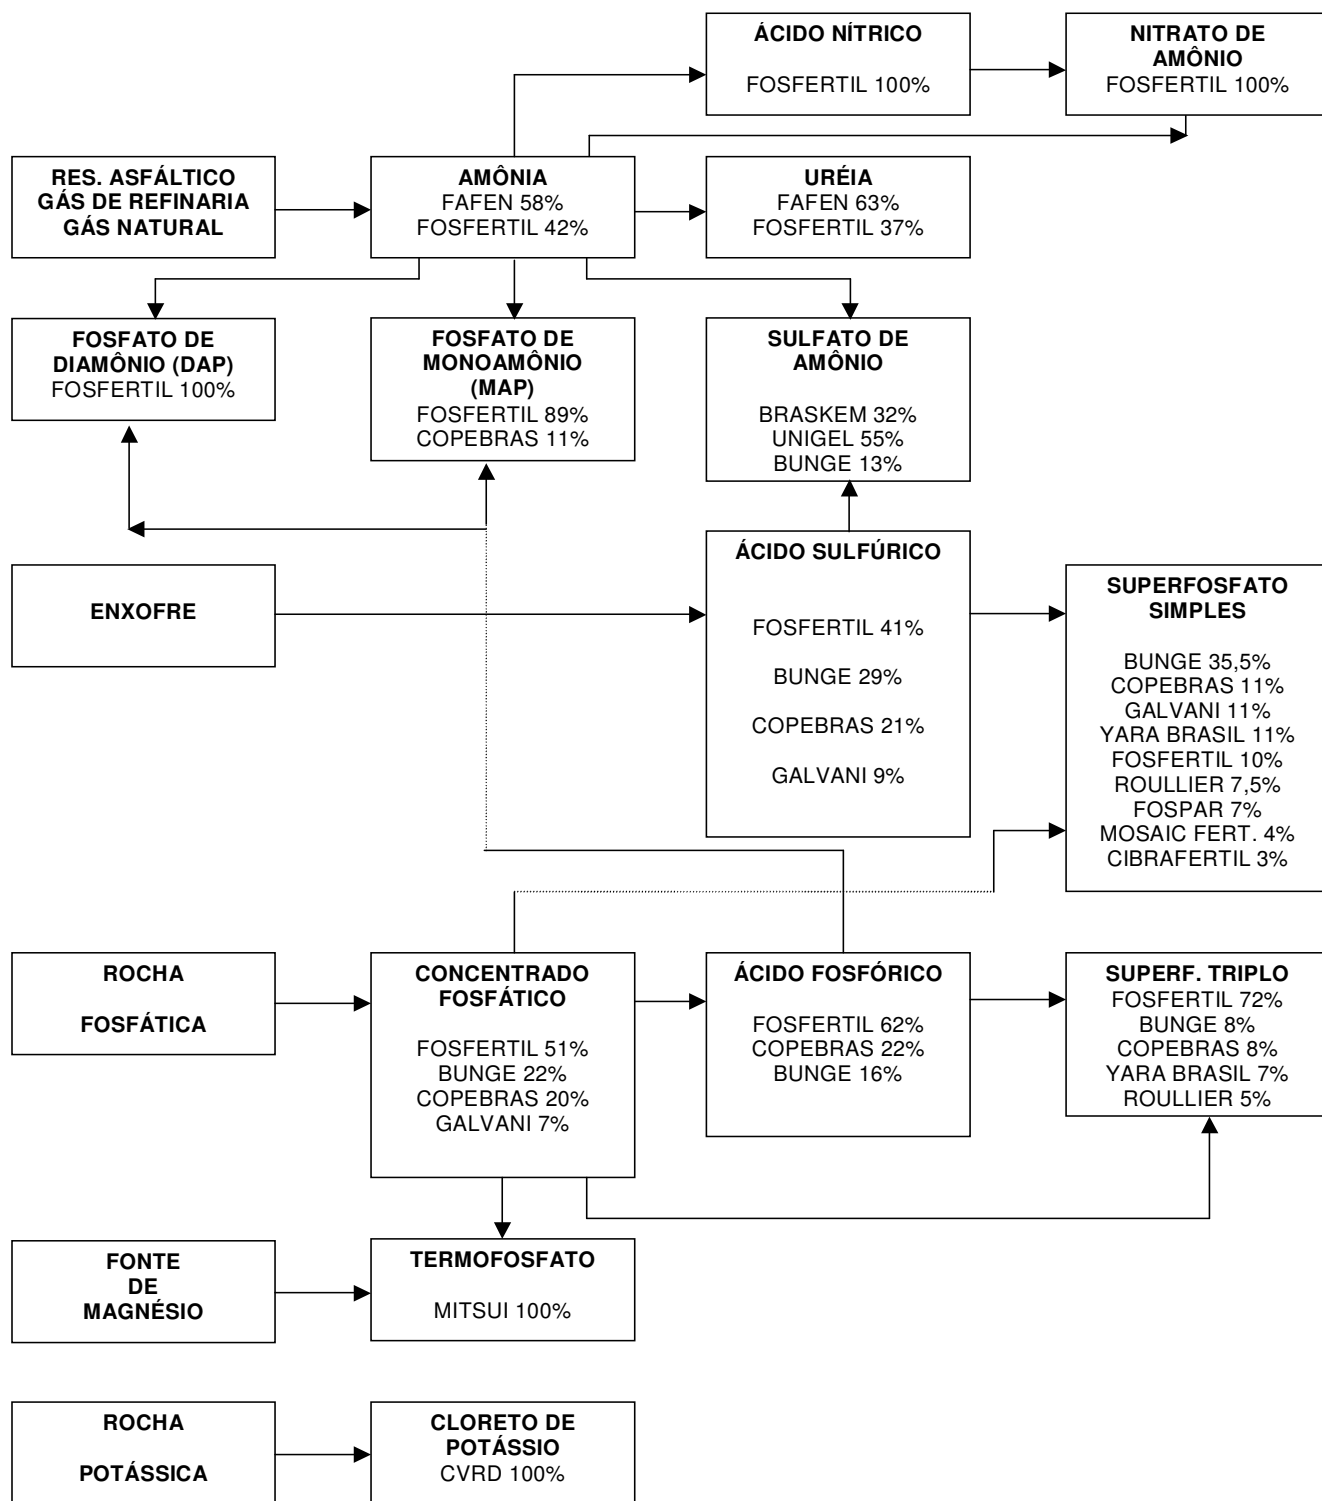 ÁCIDO NÍTRICO
FOSFERTIL 100%
NITRATO DE
AMÔNIO
FOSFERTIL 100%
RES. ASFÁLTICO
GÁS DE REFINARIA
GÁS NATURAL
AMÔNIA
FAFEN 58%
FOSFERTIL 42%
URÉIA
FAFEN 63%
FOSFERTIL 37%
FOSFATO DE
DIAMÔNIO (DAP)
FOSFERTIL 100%
FOSFATO DE
MONOAMÔNIO
(MAP)
FOSFERTIL 89%
COPEBRAS 11%
SULFATO DE
AMÔNIO
BRASKEM 32%
UNIGEL 55%
BUNGE 13%
ENXOFRE
ÁCIDO SULFÚRICO
FOSFERTIL 41%
BUNGE 29%
COPEBRAS 21%
GALVANI 9%
SUPERFOSFATO
SIMPLES
BUNGE 35,5%
COPEBRAS 11%
GALVANI 11%
YARA BRASIL 11%
FOSFERTIL 10%
ROULLIER 7,5%
FOSPAR 7%
MOSAIC FERT. 4%
CIBRAFERTIL 3%
ROCHA
FOSFÁTICA
CONCENTRADO
FOSFÁTICO
FOSFERTIL 51%
BUNGE 22%
COPEBRAS 20%
GALVANI 7%
ÁCIDO FOSFÓRICO
FOSFERTIL 62%
COPEBRAS 22%
BUNGE 16%
SUPERF. TRIPLO
FOSFERTIL 72%
BUNGE 8%
COPEBRAS 8%
YARA BRASIL 7%
ROULLIER 5%
FONTE
DE
MAGNÉSIO
TERMOFOSFATO
MITSUI 100%
ROCHA
POTÁSSICA
CLORETO DE
POTÁSSIO
CVRD 100%